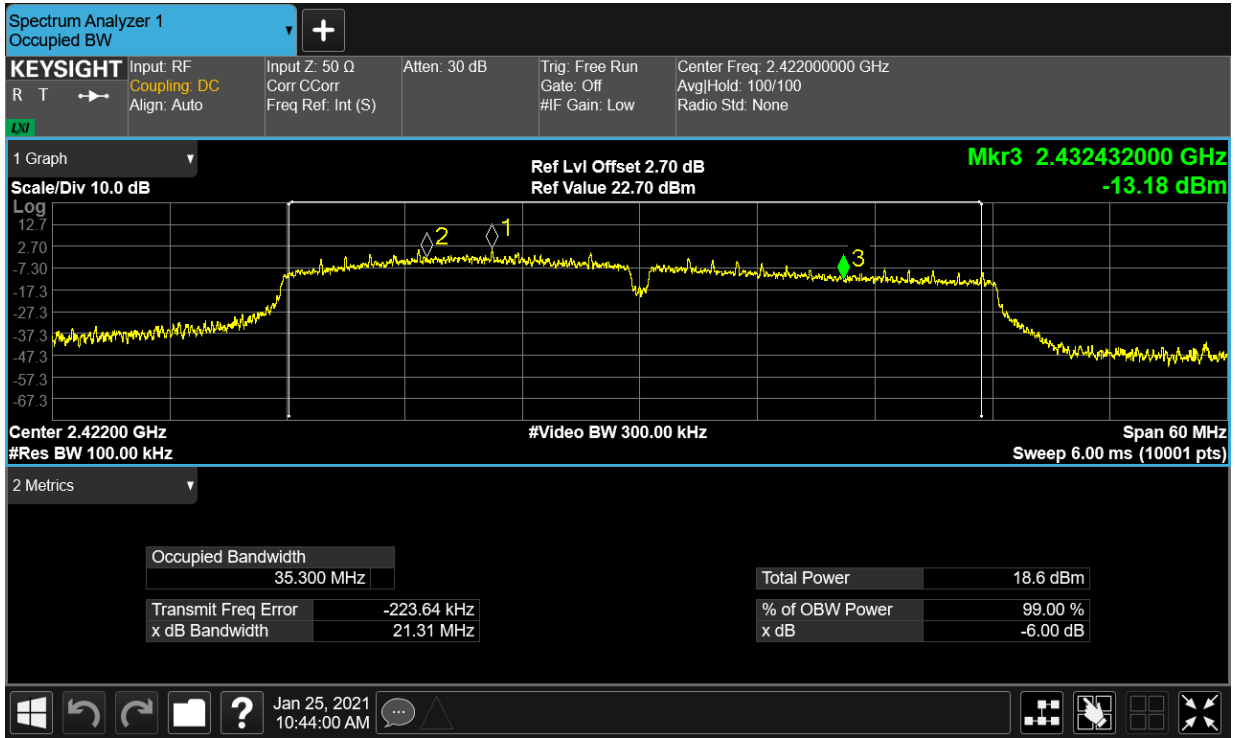 Spectrum Analyzer 1
Occupied BW
KEYSIGHT
R T
LXI
Input: RF
Coupling: DC
Align: Auto
Input Z: 50 Ω
Corr CCorr
Freq Ref: Int (S)
Atten: 30 dB
Trig: Free Run
Gate: Off
#IF Gain: Low
Center Freq: 2.422000000 GHz
Avg|Hold: 100/100
Radio Std: None
1 Graph
Scale/Div 10.0 dB
Ref Lvl Offset 2.70 dB
Ref Value 22.70 dBm
Mkr3 2.432432000 GHz
-13.18 dBm
Log
12.7
2.70
-7.30
-17.3
-27.3
-37.3
-47.3
-57.3
-67.3
2
1
3
Center 2.42200 GHz
#Res BW 100.00 kHz
#Video BW 300.00 kHz
Span 60 MHz
Sweep 6.00 ms (10001 pts)
2 Metrics
Occupied Bandwidth
35.300 MHz
Transmit Freq Error -223.64 kHz
x dB Bandwidth 21.31 MHz
Total Power 18.6 dBm
% of OBW Power 99.00 %
x dB -6.00 dB
?
Jan 25, 2021
10:44:00 AM